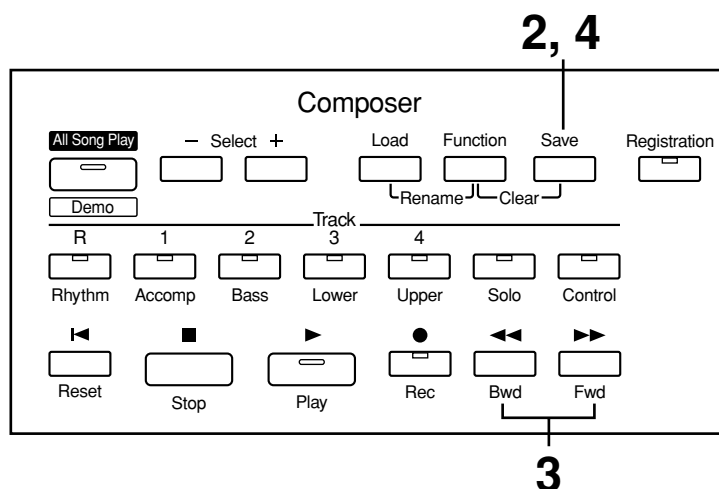 2, 4
Composer
All Song Play
− Select +
Load
Function
Save
Registration
Rename
Clear
Demo
Track
R 1 2 3 4
Rhythm Accomp Bass Lower Upper Solo Control
Reset Stop Play Rec Bwd Fwd
3